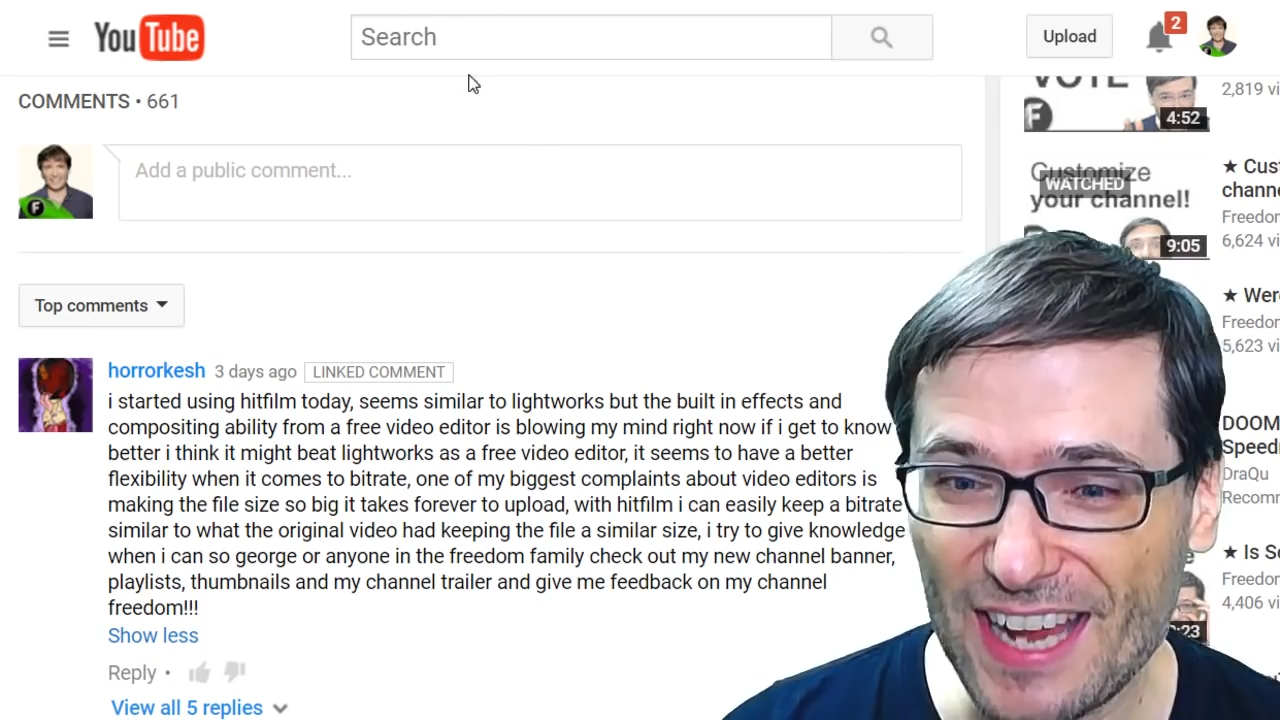 YouTube
Search
Upload
2
COMMENTS • 661
Add a public comment...
Top comments
horrorkesh 3 days ago LINKED COMMENT
i started using hitfilm today, seems similar to lightworks but the built in effects and
compositing ability from a free video editor is blowing my mind right now if i get to know
better i think it might beat lightworks as a free video editor, it seems to have a better
flexibility when it comes to bitrate, one of my biggest complaints about video editors is
making the file size so big it takes forever to upload, with hitfilm i can easily keep a bitrate
similar to what the original video had keeping the file a similar size, i try to give knowledge
when i can so george or anyone in the freedom family check out my new channel banner,
playlists, thumbnails and my channel trailer and give me feedback on my channel
freedom!!!
Show less
Reply •
View all 5 replies
VOTE
F
4:52
2,819 vi
Customize
WATCHED
your channel!
9:05
★ Cus
chann
Freedom
6,624 vi
★ Wer
Freedom
5,623 vi
DOOM
Speed
DraQu
Recomm
★ Is S
Freedom
4,406 vi
:23
F